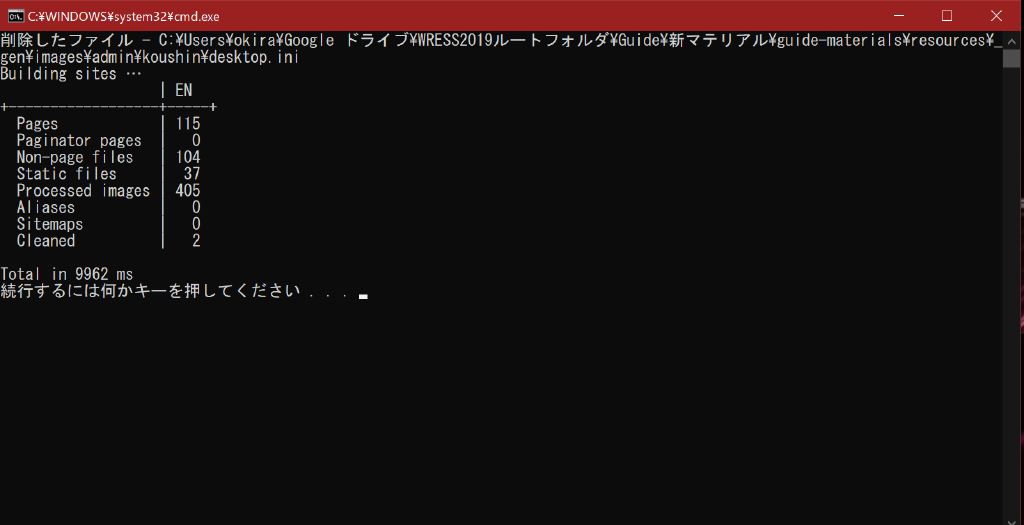 C:¥WINDOWS¥system32¥cmd.exe
削除したファイル - C:¥Users¥okira¥Google ドライブ¥WRESS2019ルートフォルダ¥Guide¥新マテリアル¥guide-materials¥resources¥_
gen¥images¥admin¥koushin¥desktop.ini
Building sites …
| EN
+------------------+-----+
Pages | 115
Paginator pages | 0
Non-page files | 104
Static files | 37
Processed images | 405
Aliases | 0
Sitemaps | 0
Cleaned | 2
Total in 9962 ms
続行するには何かキーを押してください . . .